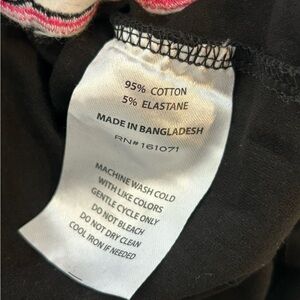 95% COTTON
5% ELASTANE
MADE IN BANGLADESH
RN#161071
MACHINE WASH COLD
WITH LIKE COLORS
GENTLE CYCLE ONLY
DO NOT BLEACH
DO NOT DRY CLEAN
COOL IRON IF NEEDED